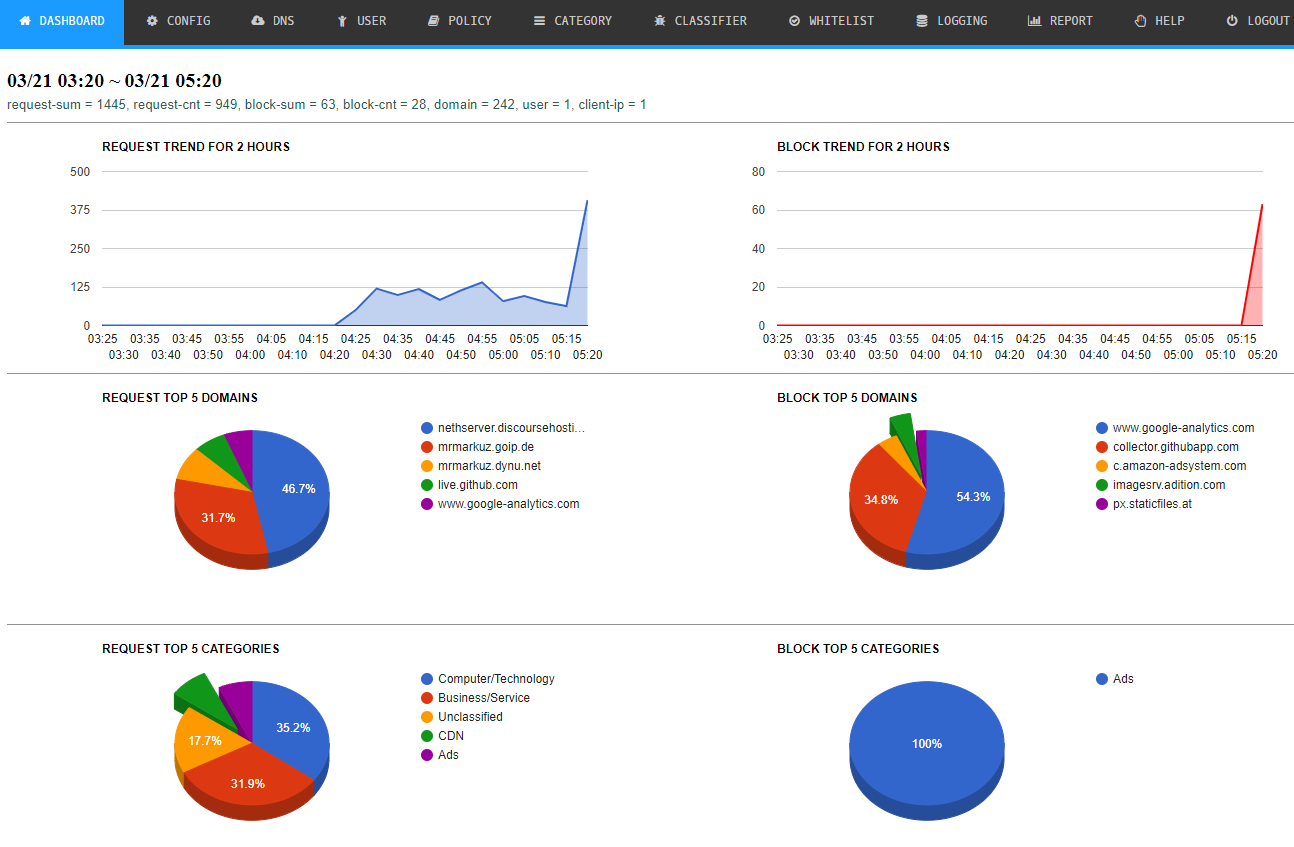 DASHBOARD CONFIG DNS USER POLICY CATEGORY CLASSIFIER WHITELIST LOGGING REPORT HELP LOGOUT
03/21 03:20 ~ 03/21 05:20
request-sum = 1445, request-cnt = 949, block-sum = 63, block-cnt = 28, domain = 242, user = 1, client-ip = 1
REQUEST TREND FOR 2 HOURS
500
375
250
125
0
03:25 03:35 03:45 03:55 04:05 04:15 04:25 04:35 04:45 04:55 05:05 05:15
03:30 03:40 03:50 04:00 04:10 04:20 04:30 04:40 04:50 05:00 05:10 05:20
BLOCK TREND FOR 2 HOURS
80
60
40
20
0
03:25 03:35 03:45 03:55 04:05 04:15 04:25 04:35 04:45 04:55 05:05 05:15
03:30 03:40 03:50 04:00 04:10 04:20 04:30 04:40 04:50 05:00 05:10 05:20
REQUEST TOP 5 DOMAINS
46.7%
31.7%
nethserver.discoursehosti...
mrmarkuz.goip.de
mrmarkuz.dynu.net
live.github.com
www.google-analytics.com
BLOCK TOP 5 DOMAINS
54.3%
34.8%
www.google-analytics.com
collector.githubapp.com
c.amazon-adsystem.com
imagesrv.adition.com
px.staticfiles.at
REQUEST TOP 5 CATEGORIES
35.2%
17.7%
31.9%
Computer/Technology
Business/Service
Unclassified
CDN
Ads
BLOCK TOP 5 CATEGORIES
100%
Ads